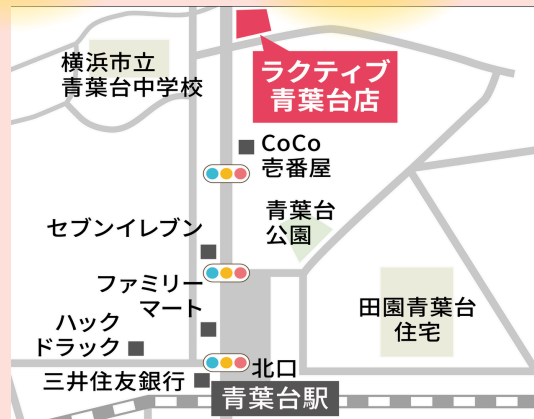 横浜市立
青葉台中学校
ラクティブ
青葉台店
CoCo
壱番屋
青葉台
公園
セブンイレブン
ファミリー
マート
ハック
ドラック
田園青葉台
住宅
北口
三井住友銀行
青葉台駅